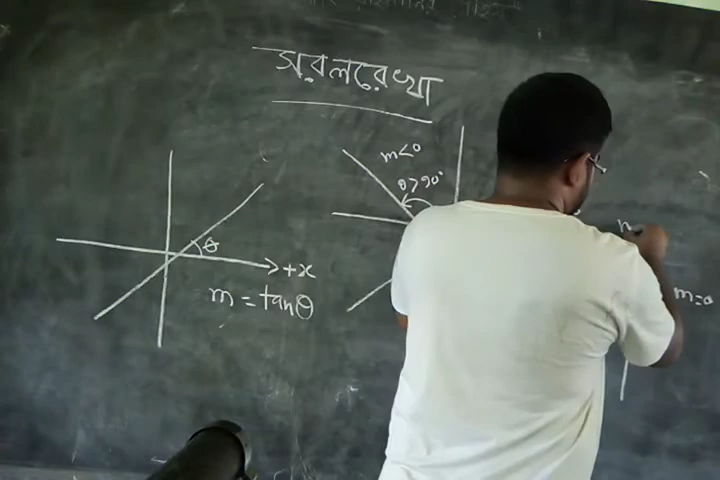 সরলরেখা
m<0
θ>90°
θ
+x
m = tanθ
m=0